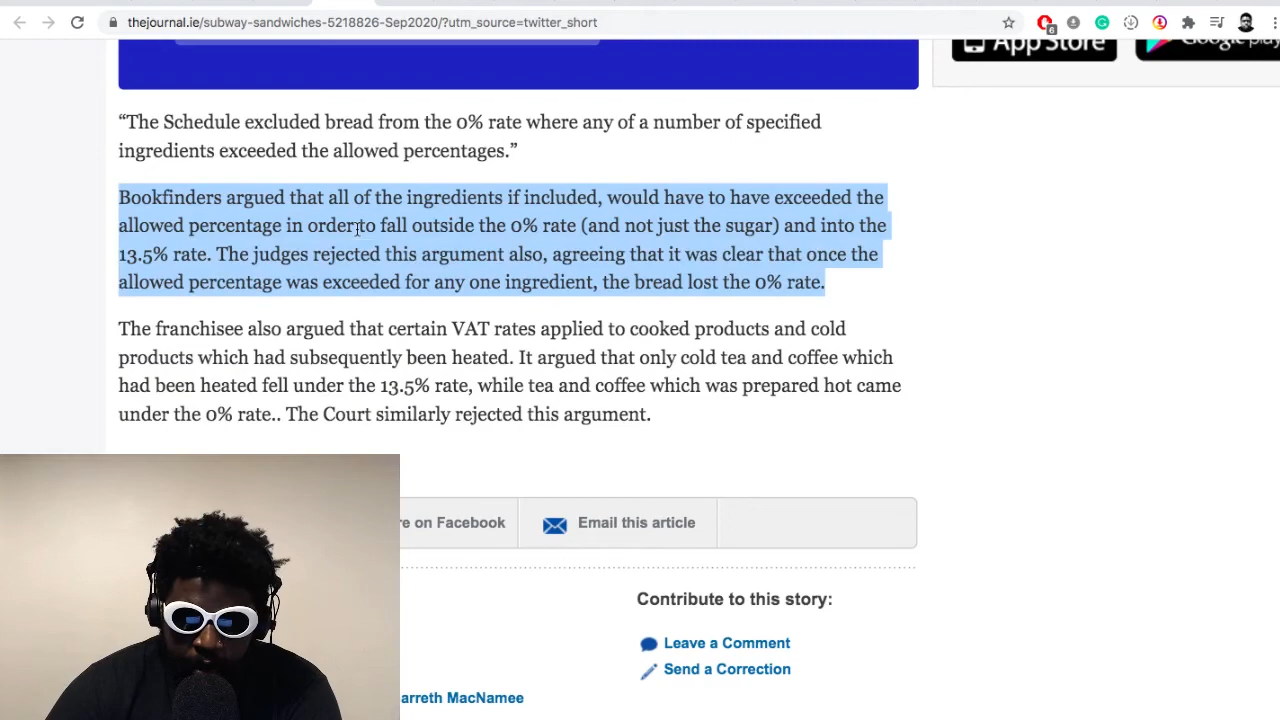 thejournal.ie/subway-sandwiches-5218826-Sep2020/?utm_source=twitter_short
6
App Store
Google play
“The Schedule excluded bread from the 0% rate where any of a number of specified
ingredients exceeded the allowed percentages.”
Bookfinders argued that all of the ingredients if included, would have to have exceeded the
allowed percentage in order to fall outside the 0% rate (and not just the sugar) and into the
13.5% rate. The judges rejected this argument also, agreeing that it was clear that once the
allowed percentage was exceeded for any one ingredient, the bread lost the 0% rate.
The franchisee also argued that certain VAT rates applied to cooked products and cold
products which had subsequently been heated. It argued that only cold tea and coffee which
had been heated fell under the 13.5% rate, while tea and coffee which was prepared hot came
under the 0% rate.. The Court similarly rejected this argument.
re on Facebook
Email this article
Contribute to this story:
Leave a Comment
Send a Correction
arreth MacNamee